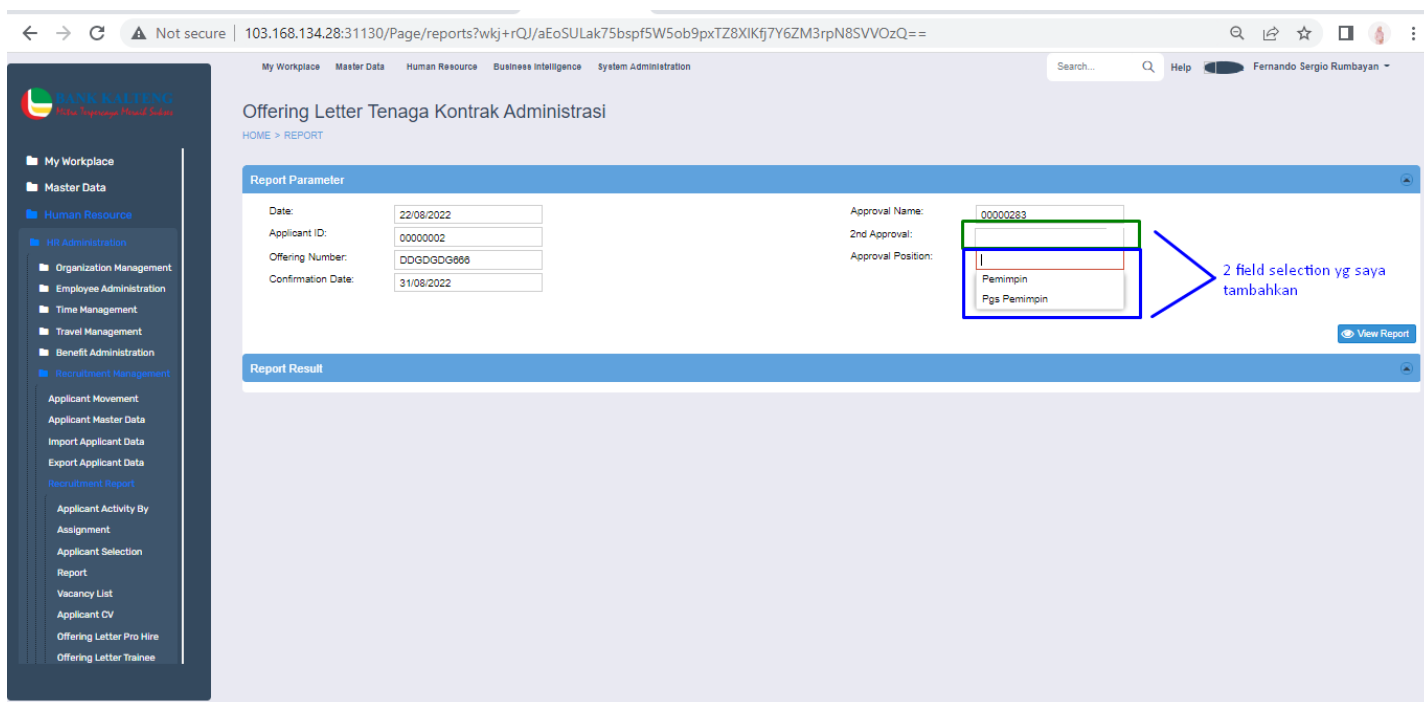 Not secure | 103.168.134.28:31130/Page/reports?wkj+rQJ/aEoSULak75bspf5W5ob9pxTZ8XlKfj7Y6ZM3rpN8SVVOzQ==
My Workplace Master Data Human Resource Business Intelligence System Administration
Search... Help Fernando Sergio Rumbayan
BANK KALTENG
Offering Letter Tenaga Kontrak Administrasi
HOME > REPORT
My Workplace
Master Data
Human Resource
HR Administration
Organization Management
Employee Administration
Time Management
Travel Management
Benefit Administration
Recruitment Management
Applicant Movement
Applicant Master Data
Import Applicant Data
Export Applicant Data
Recruitment Report
Applicant Activity By
Assignment
Applicant Selection
Report
Vacancy List
Applicant CV
Offering Letter Pro Hire
Offering Letter Trainee
Report Parameter
Date: 22/08/2022
Applicant ID: 00000002
Offering Number: DDGDGDG666
Confirmation Date: 31/08/2022
Approval Name: 00000283
2nd Approval:
Approval Position:
Pemimpin
Pgs Pemimpin
2 field selection yg saya
tambahkan
View Report
Report Result